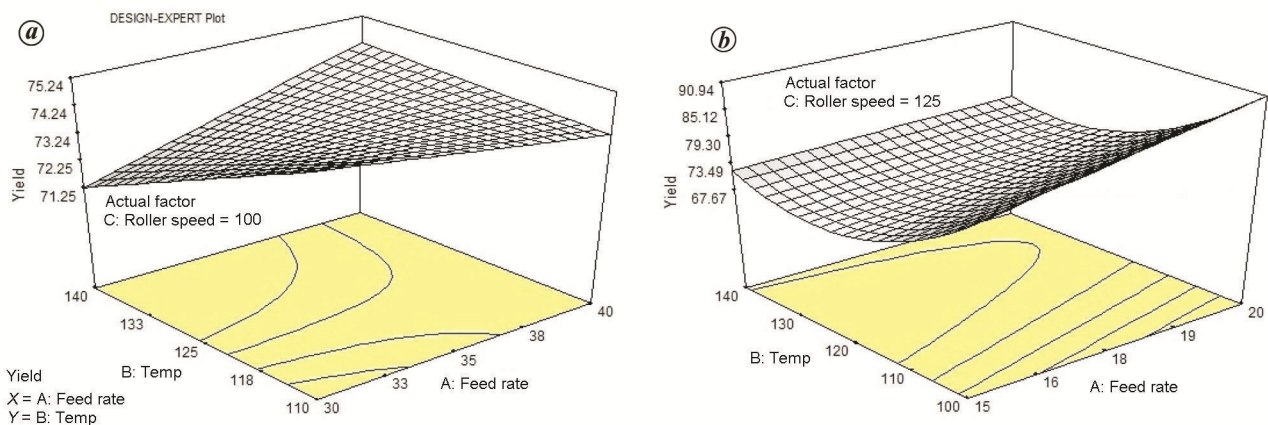 DESIGN-EXPERT Plot
a
75.24
74.24
73.24
72.25
71.25
Yield
Actual factor
C: Roller speed = 100
140
133
125
118
110
B: Temp
30
33
35
38
40
A: Feed rate
Yield
X = A: Feed rate
Y = B: Temp
b
90.94
85.12
79.30
73.49
67.67
Yield
Actual factor
C: Roller speed = 125
140
130
120
110
100
B: Temp
15
16
18
19
20
A: Feed rate